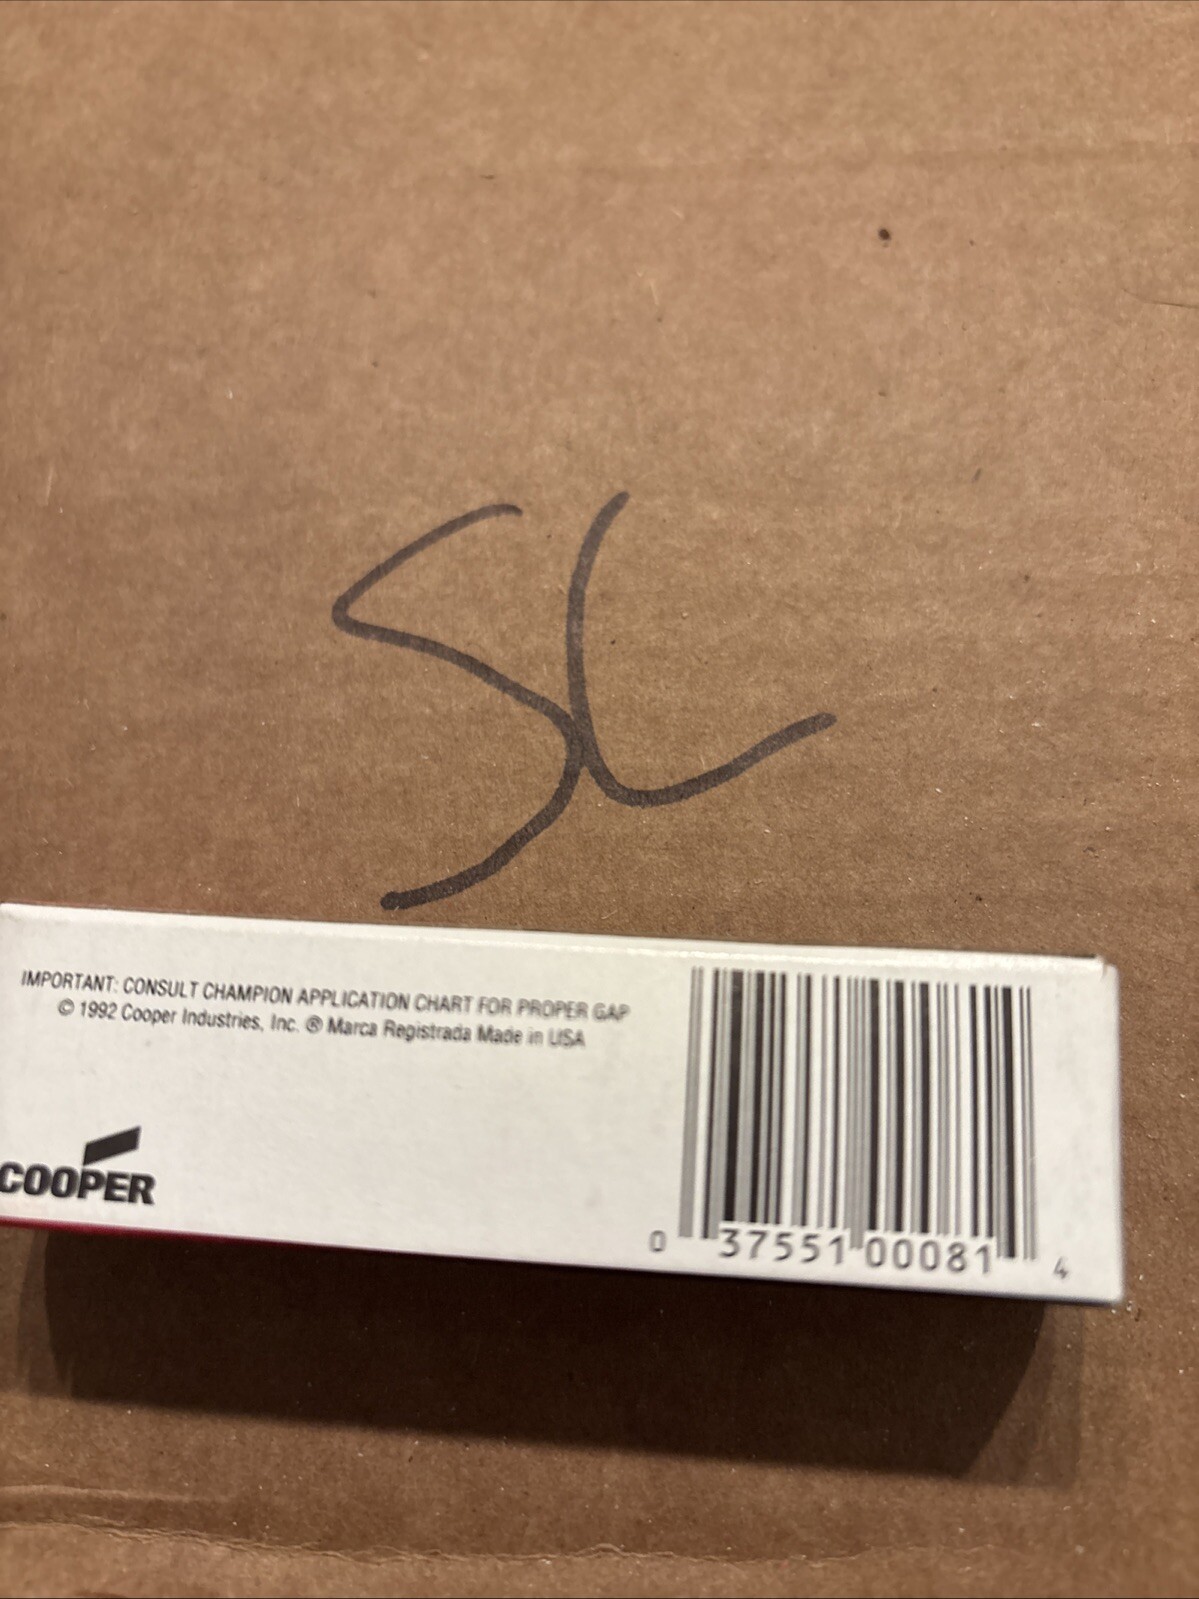 SL
IMPORTANT: CONSULT CHAMPION APPLICATION CHART FOR PROPER GAP
© 1992 Cooper Industries, Inc. ® Marca Registrada Made in USA
COOPER
0 37551 00081 4